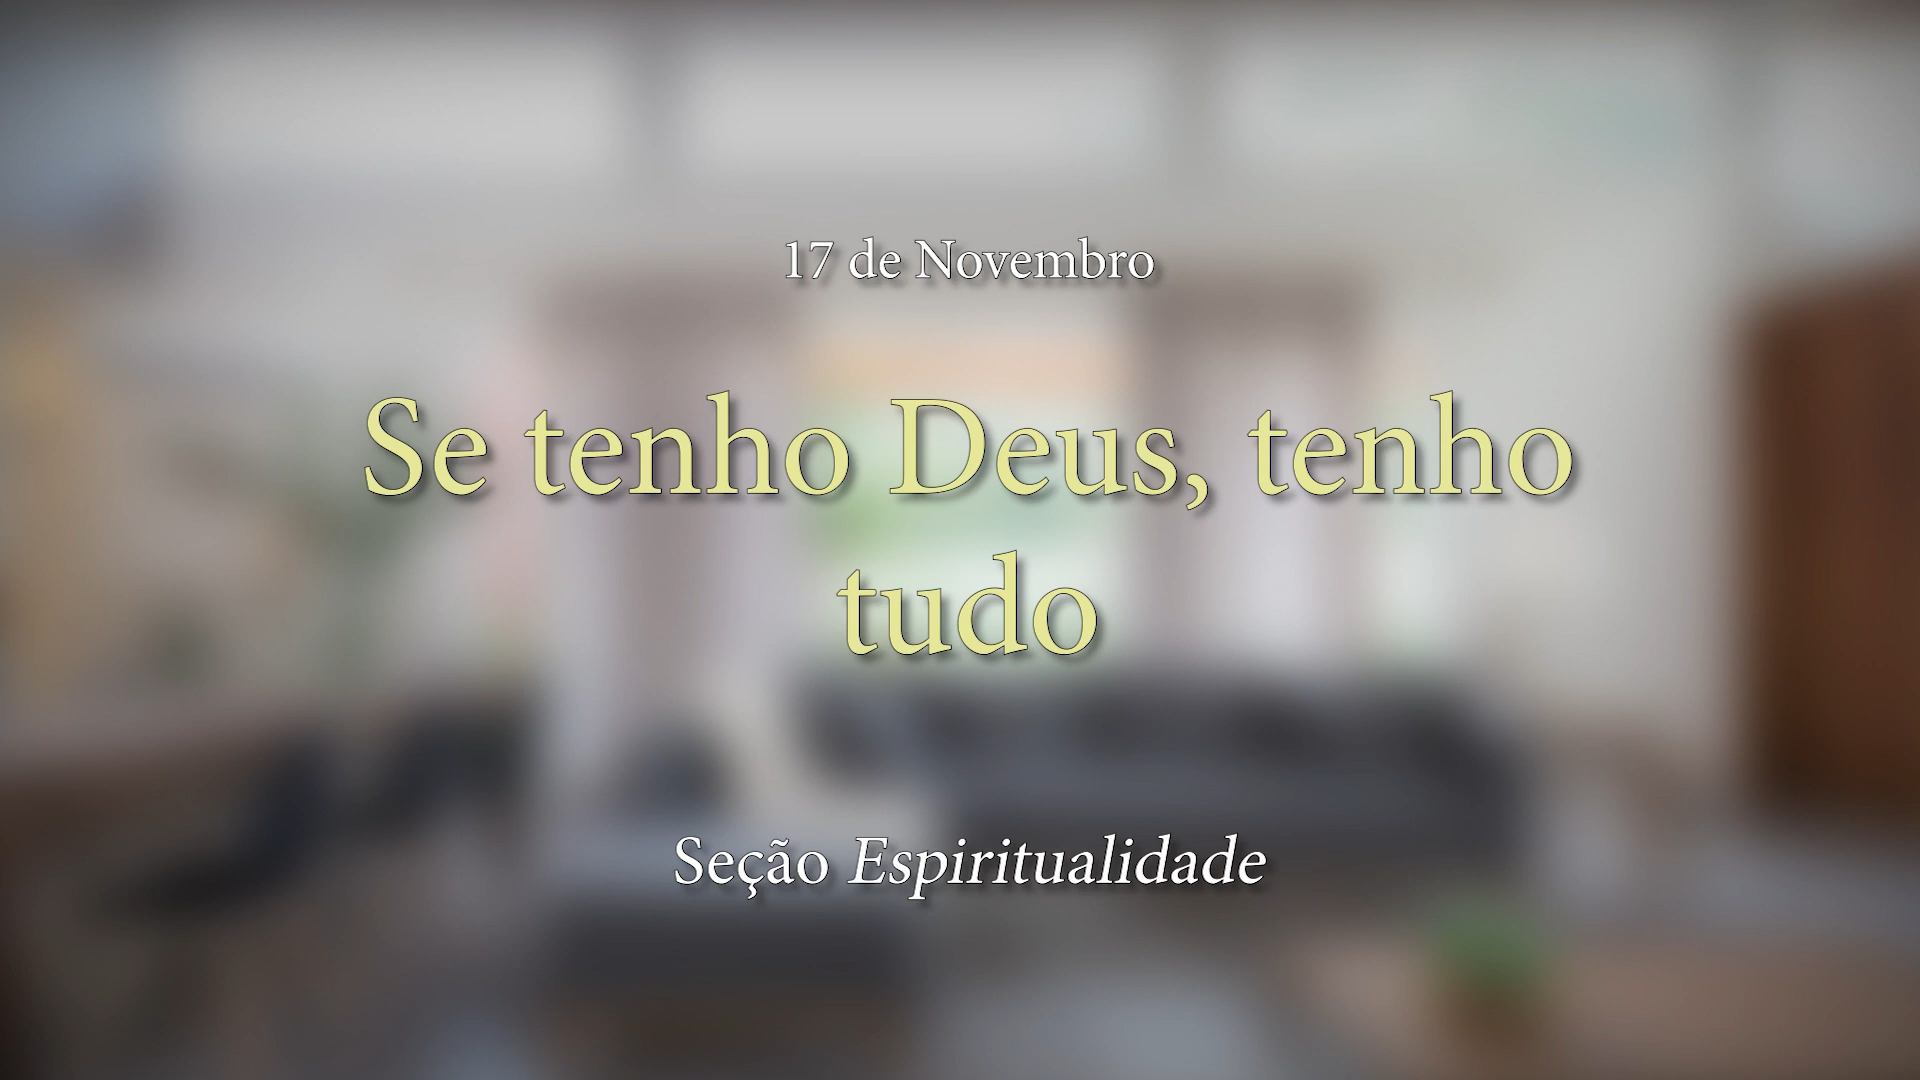 17 de Novembro
Se tenho Deus, tenho
tudo
Seção Espiritualidade